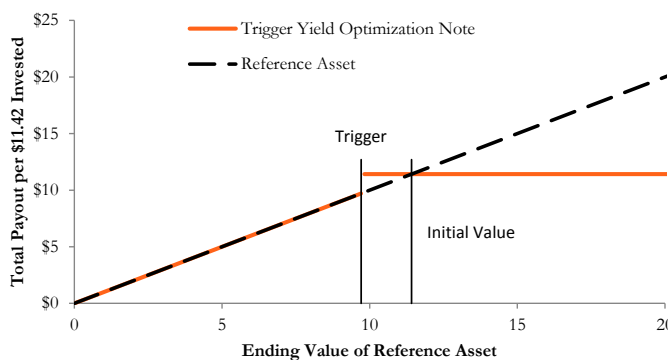 $25
$20
$15
$10
$5
$0
Total Payout per $11.42 Invested
Trigger Yield Optimization Note
Reference Asset
Trigger
Initial Value
0
5
10
15
20
Ending Value of Reference Asset